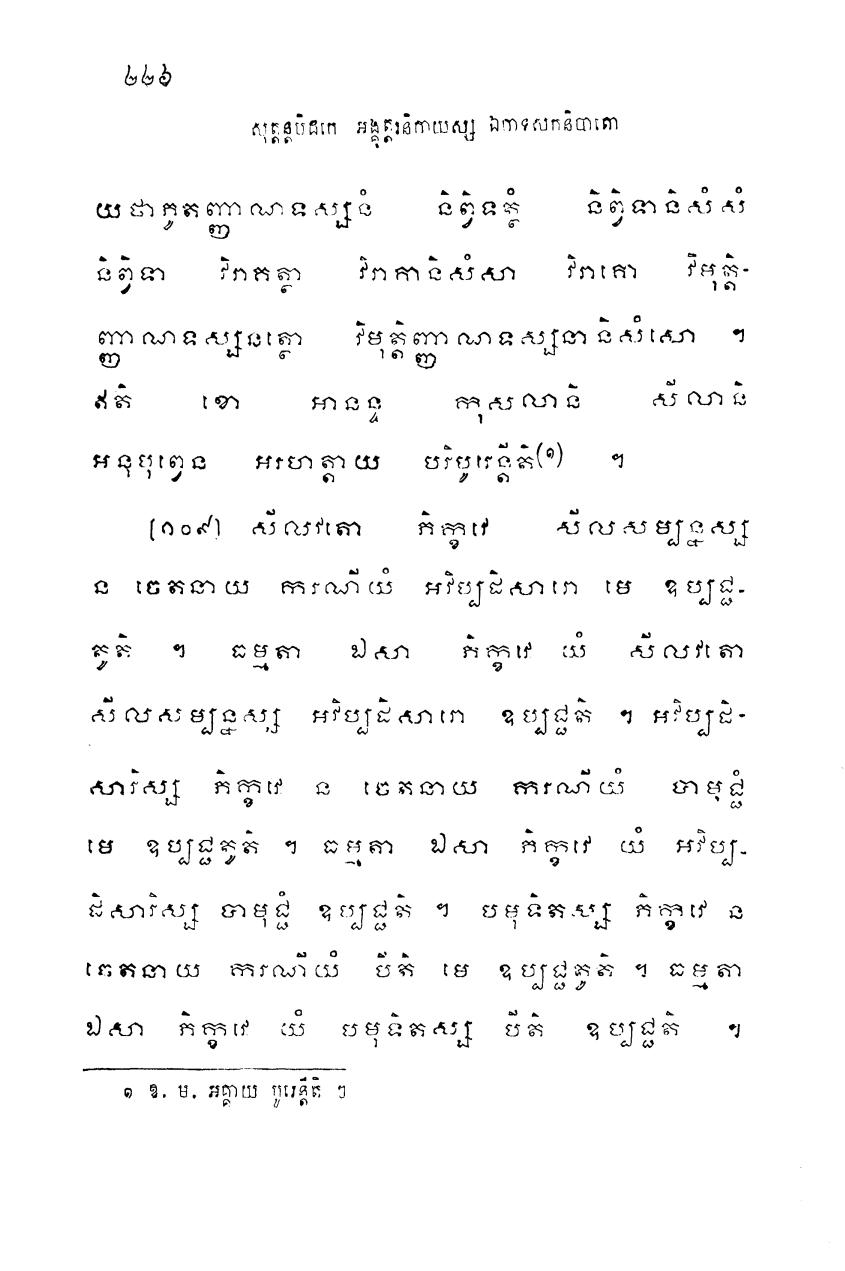 ២២៦
សុត្តន្តបិដកេ អង្គុត្តរនិកាយស្ស ឯកាទសកនិបាតោ
យថាភូតញ្ញាណទស្សនំ និព្វិទត្ថំ និព្វិទានិសំសំ
និព្វិទា វិរាគត្ថា វិរាគានិសំសា វិរាគោ វិមុត្តិ-
ញ្ញាណទស្សនត្ថោ វិមុត្តិញ្ញាណទស្សនានិសំសោ ។
ឥតិ ខោ អានន្ទ កុសលានិ សីលានិ
អនុបុព្វេន អរហត្តាយ បរិបូរេន្តីតិ(១) ។
[១០៩] សីលវតោ ភិក្ខវេ សីលសម្បន្នស្ស
ន ចេតនាយ ករណីយំ អវិប្បដិសារោ មេ ឧប្បជ្ជ-
តូតិ ។ ធម្មតា ឯសា ភិក្ខវេ យំ សីលវតោ
សីលសម្បន្នស្ស អវិប្បដិសារោ ឧប្បជ្ជតិ ។ អវិប្បដិ-
សារិស្ស ភិក្ខវេ ន ចេតនាយ ករណីយំ បាមុជ្ជំ
មេ ឧប្បជ្ជតូតិ ។ ធម្មតា ឯសា ភិក្ខវេ យំ អវិប្ប-
ដិសារិស្ស បាមុជ្ជំ ឧប្បជ្ជតិ ។ បមុទិតស្ស ភិក្ខវេ ន
ចេតនាយ ករណីយំ បីតិ មេ ឧប្បជ្ជតូតិ ។ ធម្មតា
ឯសា ភិក្ខវេ យំ បមុទិតស្ស បីតិ ឧប្បជ្ជតិ ។
១ ឱ. ម. អគ្គាយ បូរេន្តីតិ ។